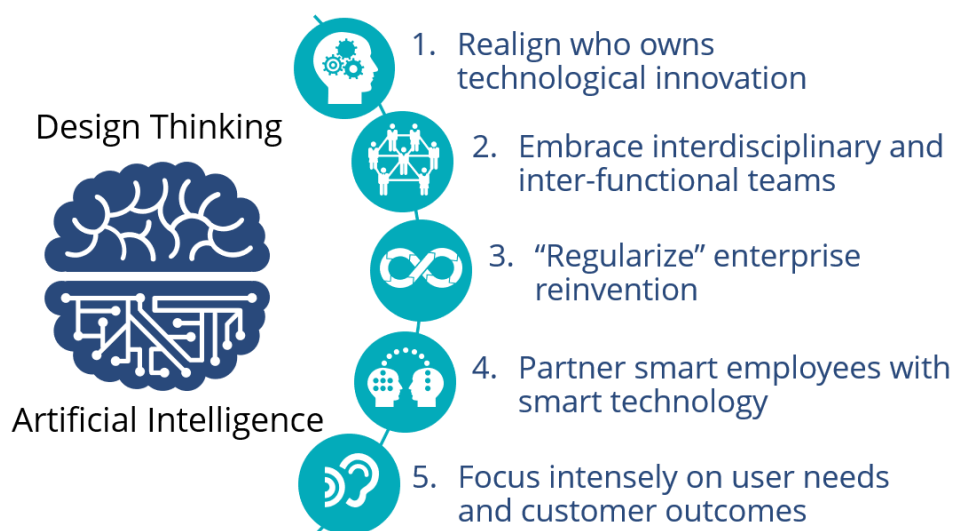 Design Thinking
Artificial Intelligence
1. Realign who owns
technological innovation
2. Embrace interdisciplinary and
inter-functional teams
3. “Regularize” enterprise
reinvention
4. Partner smart employees with
smart technology
5. Focus intensely on user needs
and customer outcomes